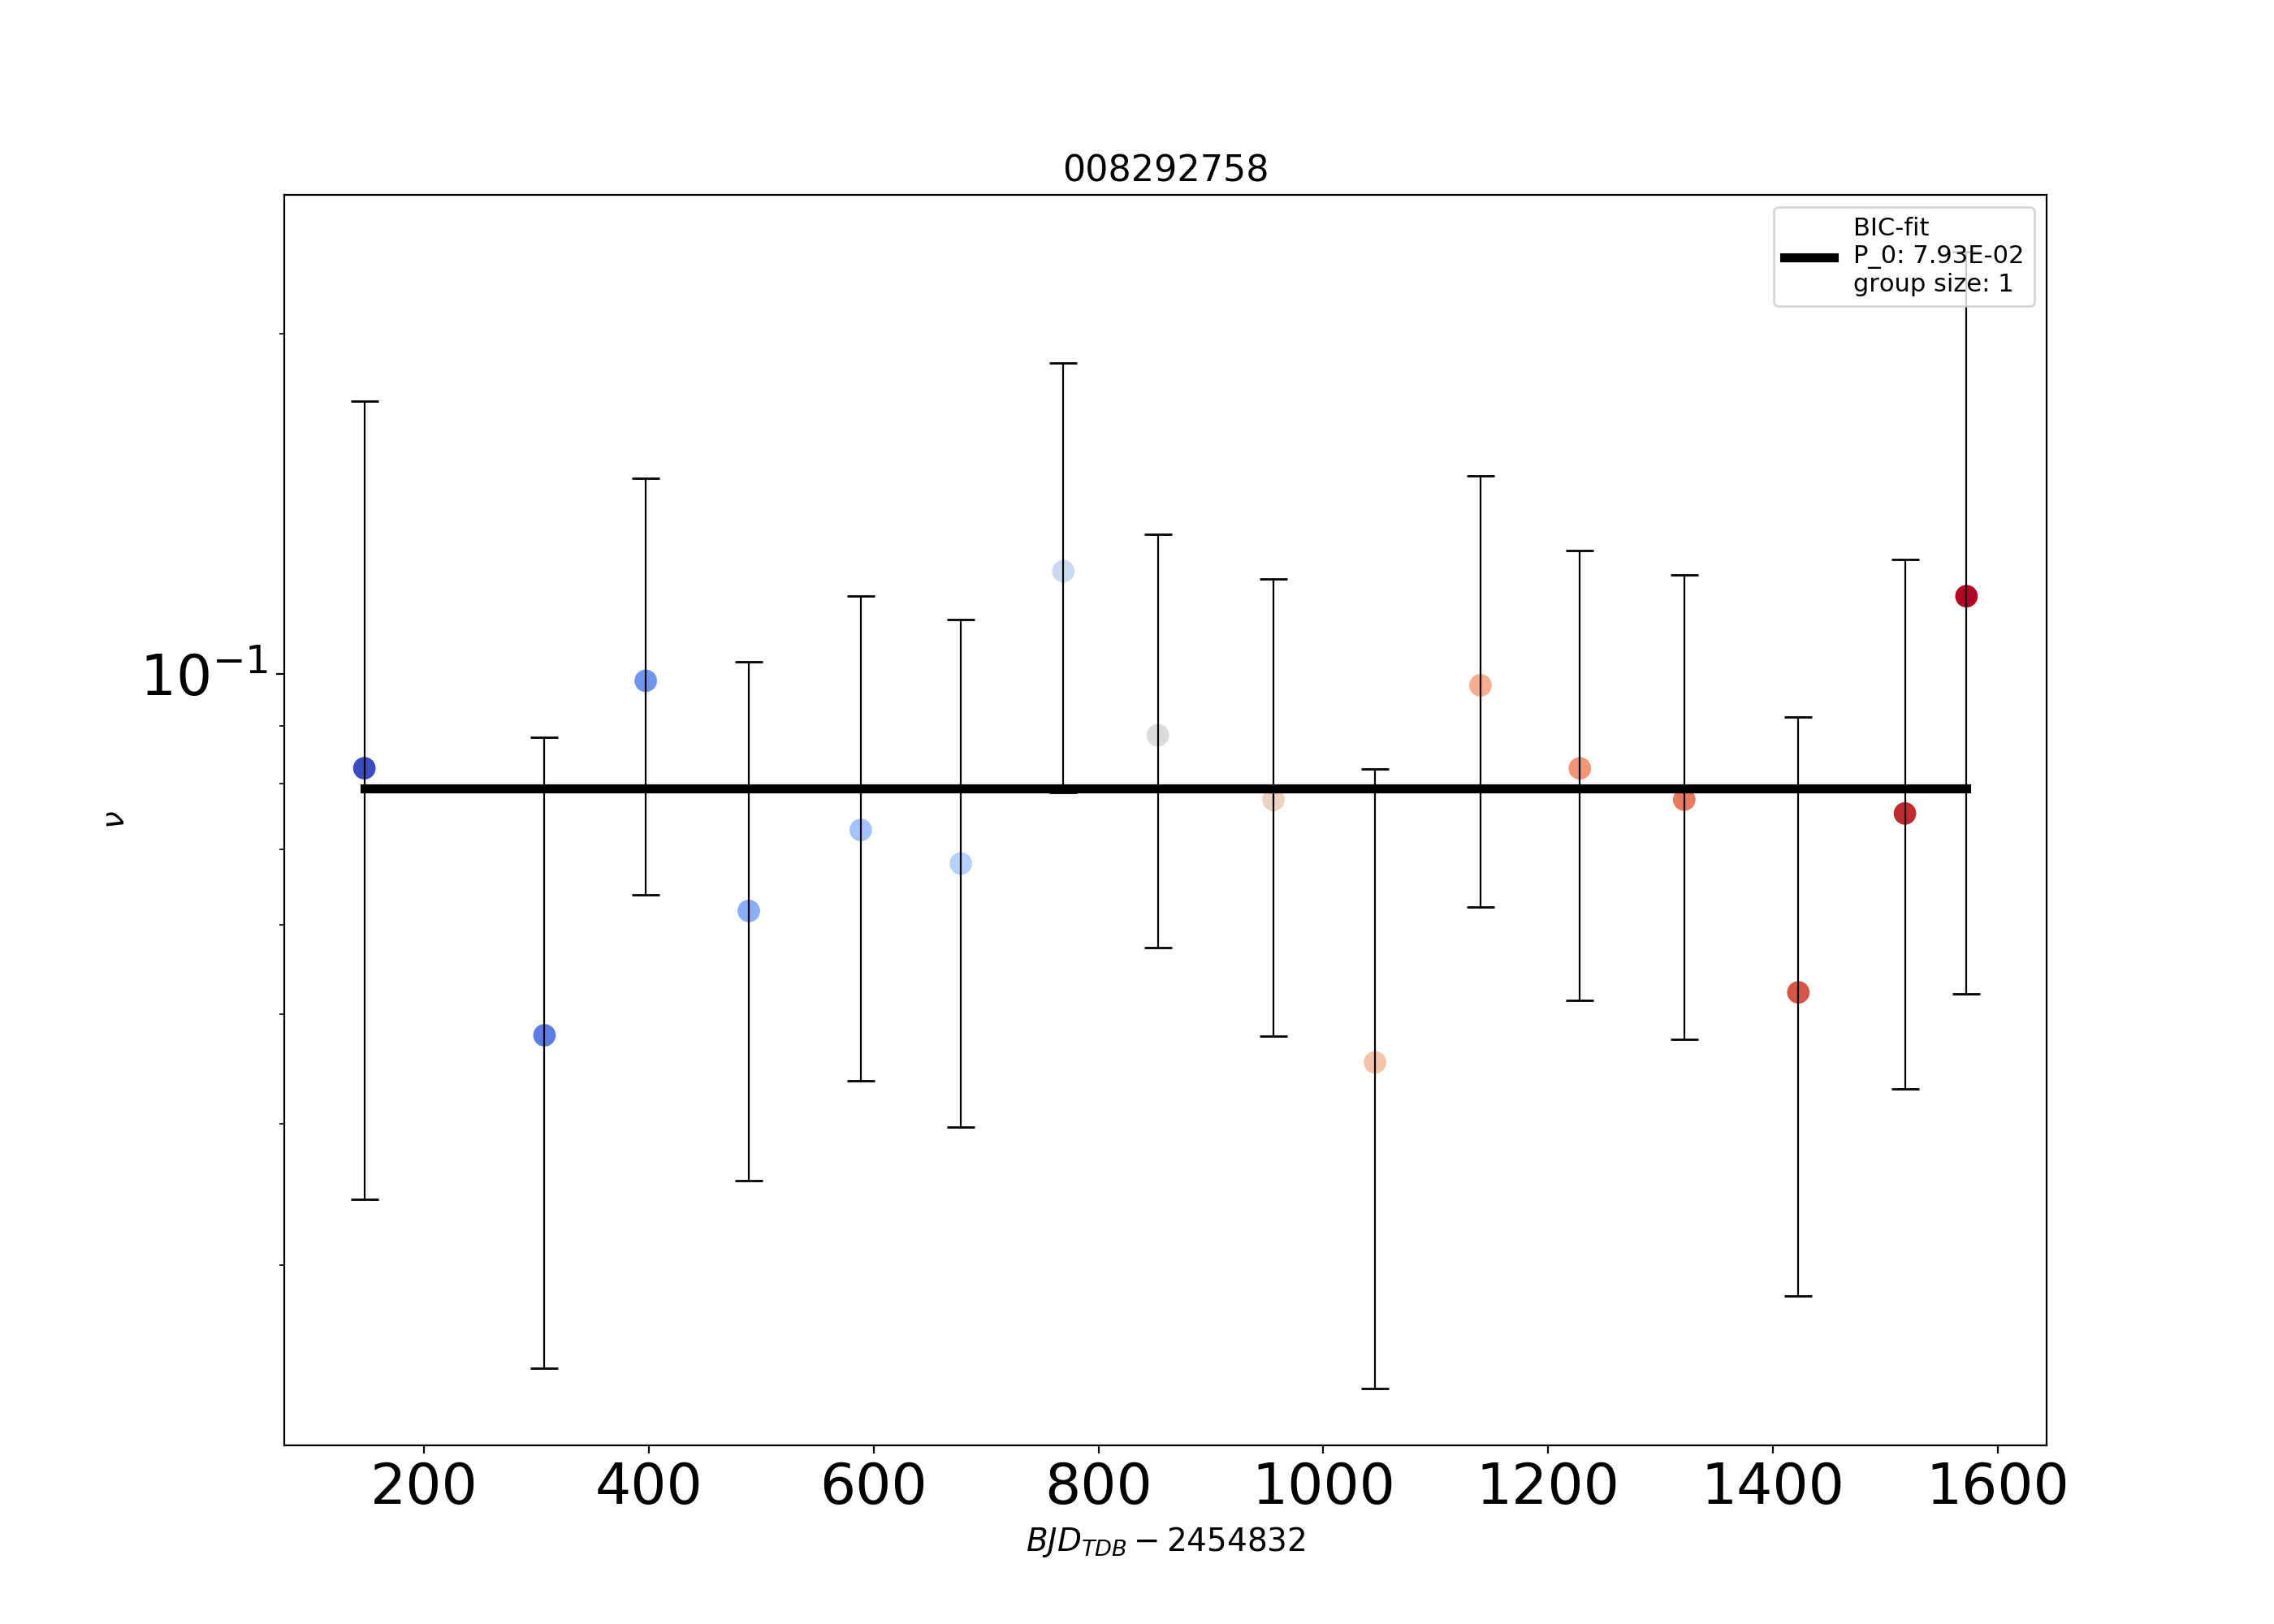 008292758
BIC-fit
P_0: 7.93E-02
group size: 1
10⁻¹
ν
200 400 600 800 1000 1200 1400 1600
BJD_TDB − 2454832